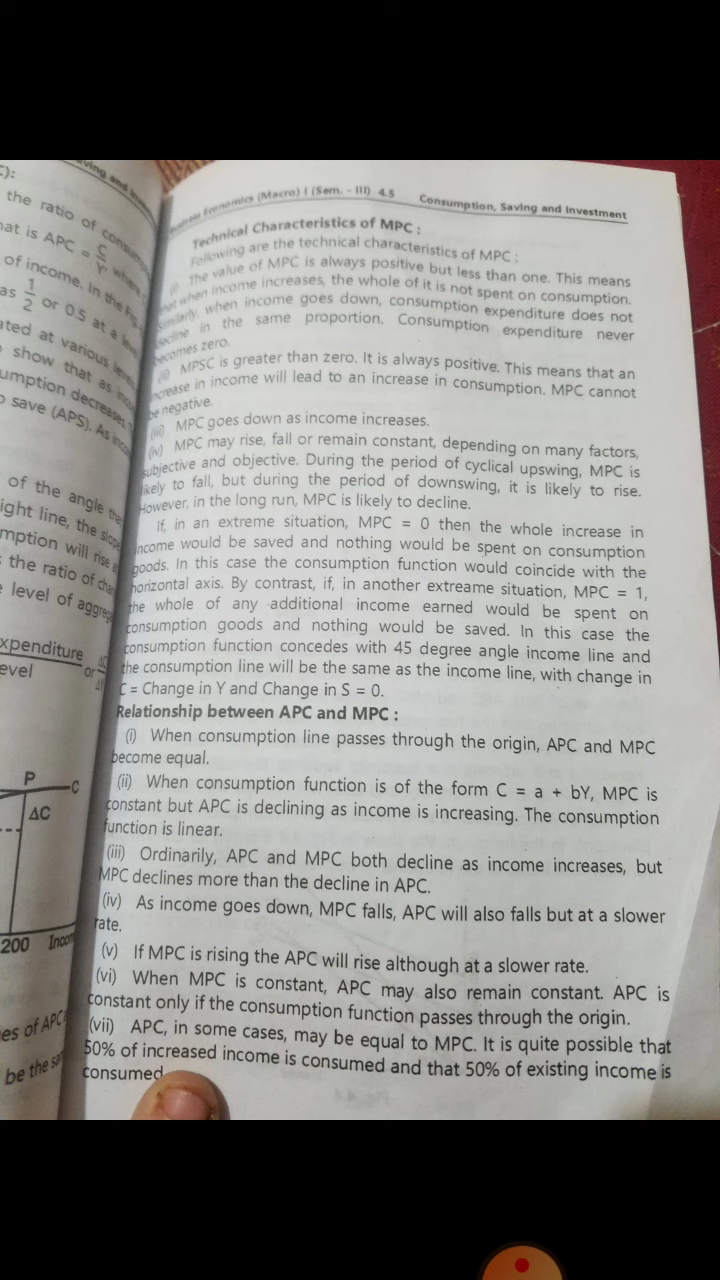 C):
the ratio of
hat is APC = C/Y
of income. In the
as 1/2 or 0.5 at a
ated at various
show that as
umption decreases
o save (APS). As
of the angle
ight line, the slope
mption will rise
the ratio of
level of
xpenditure
or
evel
P
C
ΔC
200
es of APC
be the
Economics (Macro) I (Sem. - III) 4.5 Consumption, Saving and Investment
Technical Characteristics of MPC :
Following are the technical characteristics of MPC :
The value of MPC is always positive but less than one. This means
when income increases, the whole of it is not spent on consumption.
when income goes down, consumption expenditure does not
in the same proportion. Consumption expenditure never
becomes zero.
(ii) MPSC is greater than zero. It is always positive. This means that an
increase in income will lead to an increase in consumption. MPC cannot
be negative.
(iii) MPC goes down as income increases.
(iv) MPC may rise, fall or remain constant, depending on many factors,
subjective and objective. During the period of cyclical upswing, MPC is
likely to fall, but during the period of downswing, it is likely to rise.
However, in the long run, MPC is likely to decline.
If, in an extreme situation, MPC = 0 then the whole increase in
income would be saved and nothing would be spent on consumption
goods. In this case the consumption function would coincide with the
horizontal axis. By contrast, if, in another extreame situation, MPC = 1,
the whole of any additional income earned would be spent on
consumption goods and nothing would be saved. In this case the
consumption function concedes with 45 degree angle income line and
the consumption line will be the same as the income line, with change in
C = Change in Y and Change in S = 0.
Relationship between APC and MPC :
(i) When consumption line passes through the origin, APC and MPC
become equal.
(ii) When consumption function is of the form C = a + bY, MPC is
constant but APC is declining as income is increasing. The consumption
function is linear.
(iii) Ordinarily, APC and MPC both decline as income increases, but
MPC declines more than the decline in APC.
(iv) As income goes down, MPC falls, APC will also falls but at a slower
rate.
(v) If MPC is rising the APC will rise although at a slower rate.
(vi) When MPC is constant, APC may also remain constant. APC is
constant only if the consumption function passes through the origin.
(vii) APC, in some cases, may be equal to MPC. It is quite possible that
50% of increased income is consumed and that 50% of existing income is
consumed